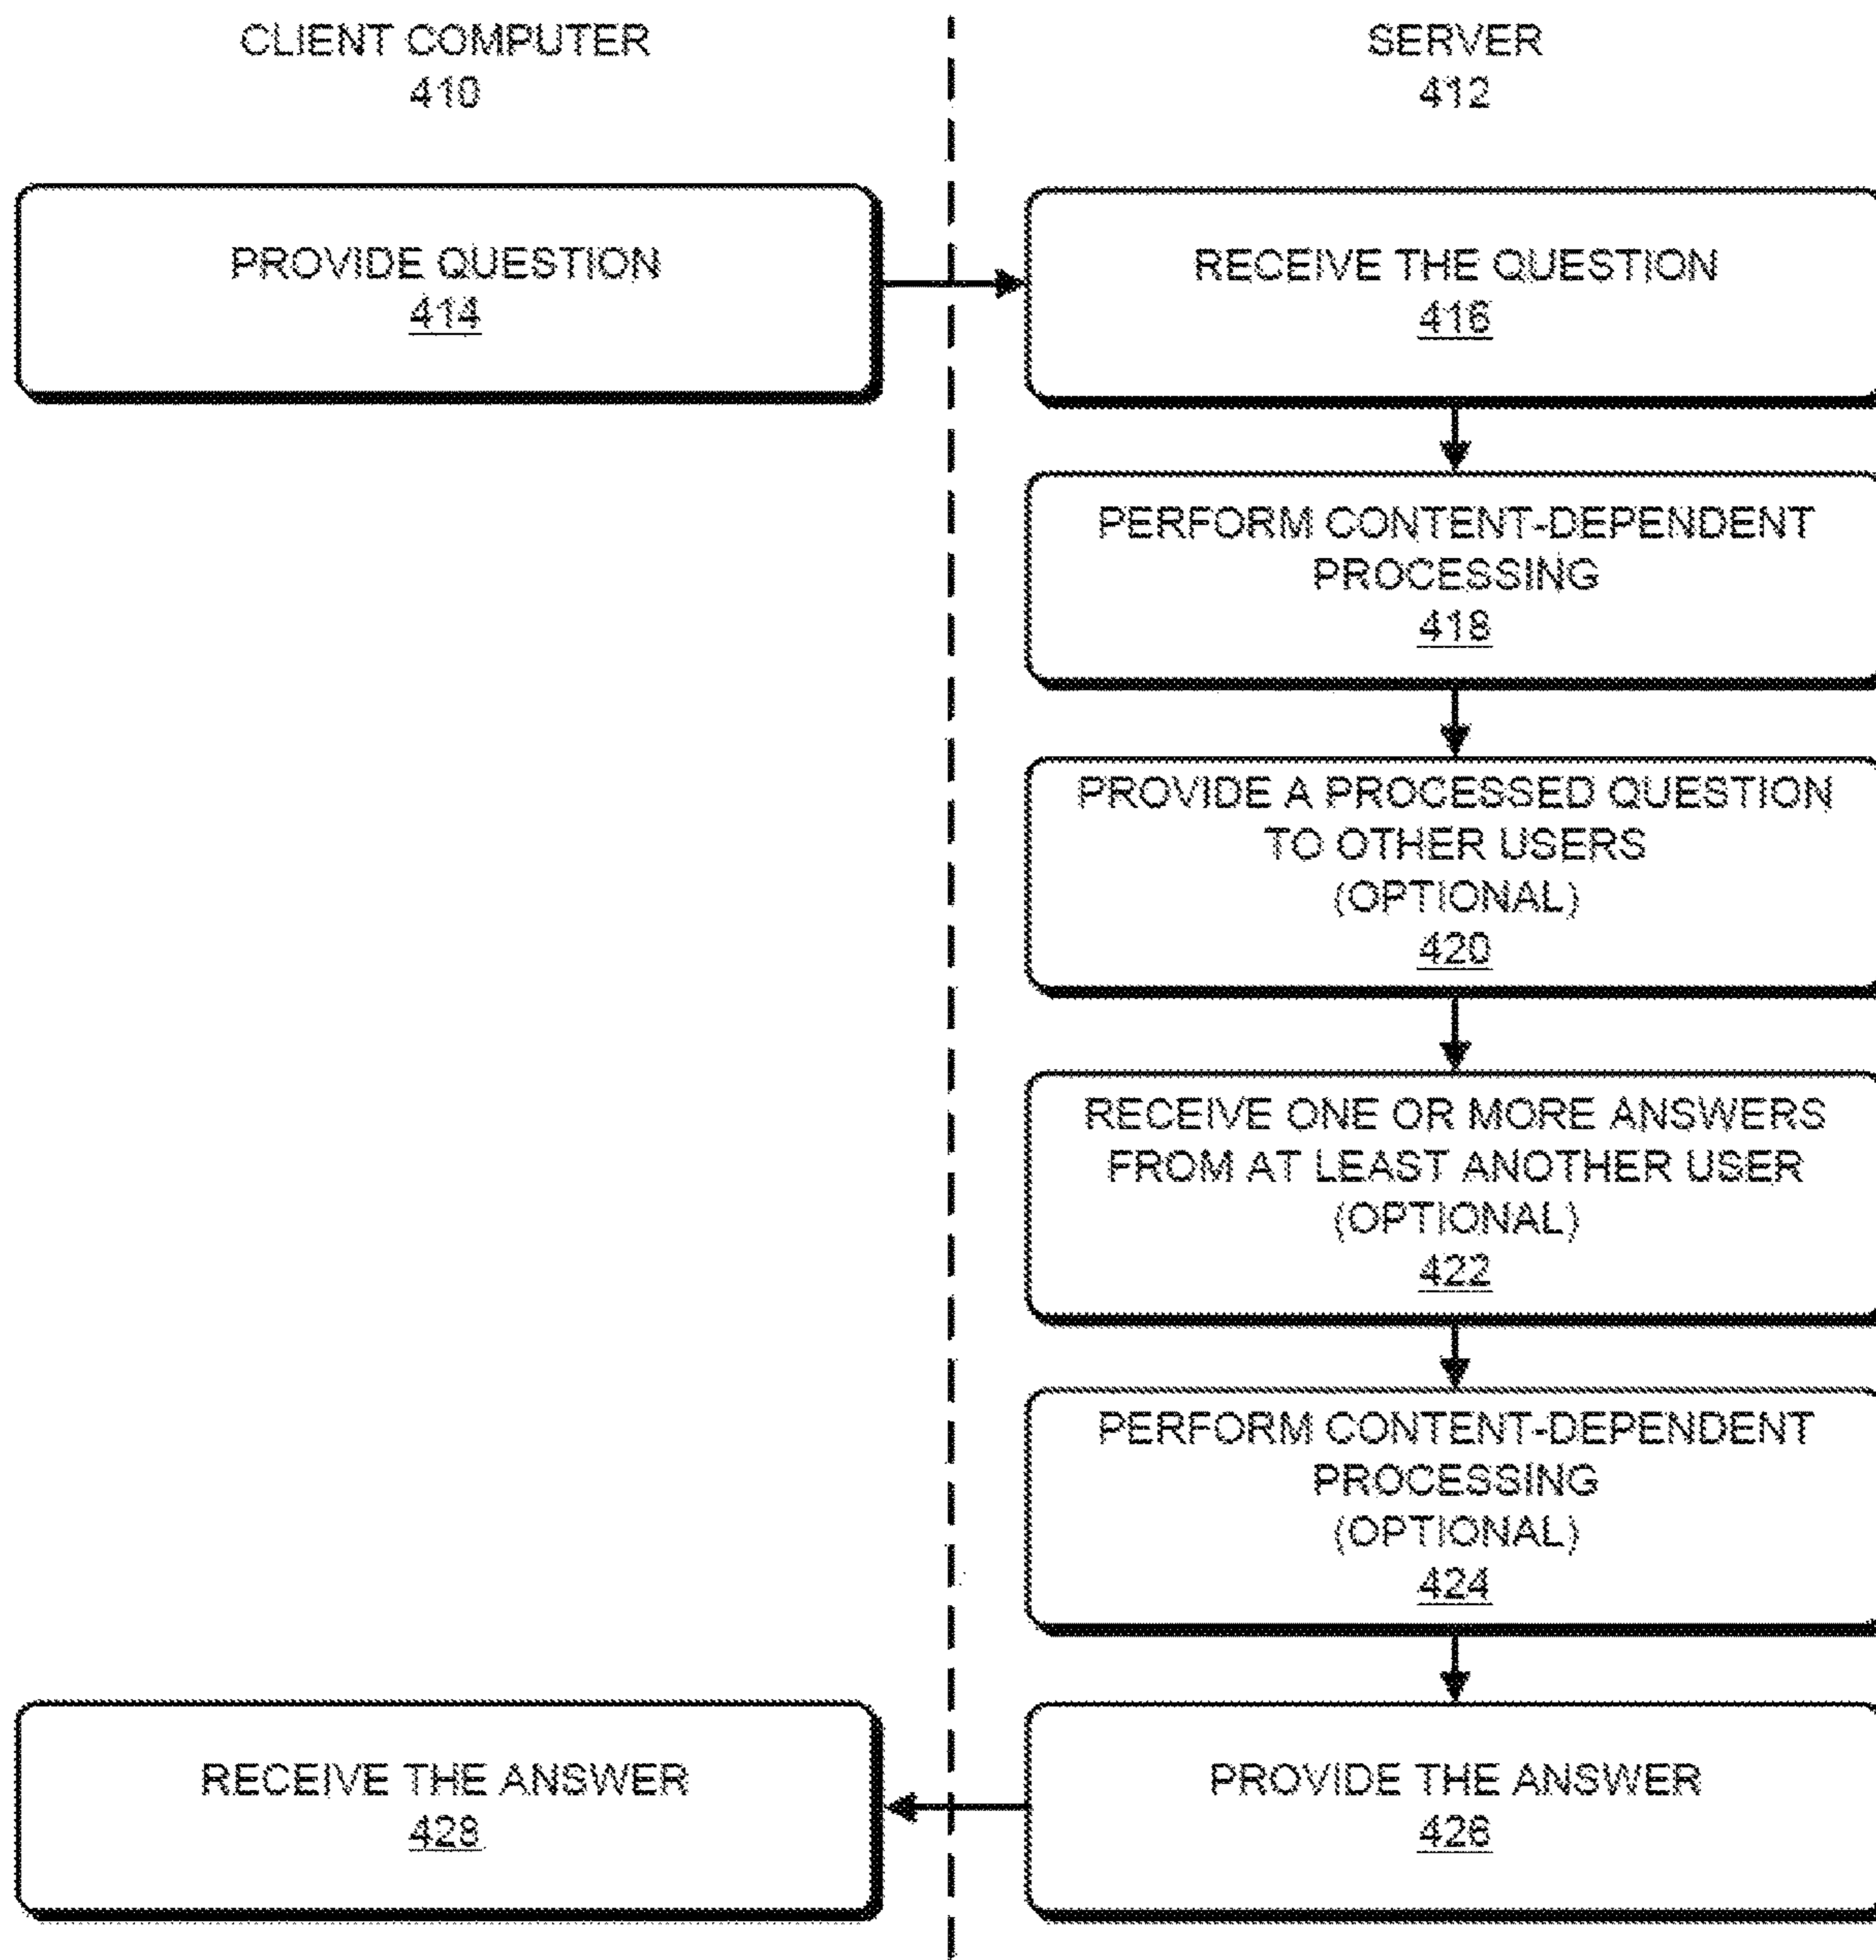 CLIENT COMPUTER
410
SERVER
412
PROVIDE QUESTION
414
RECEIVE THE QUESTION
416
PERFORM CONTENT-DEPENDENT
PROCESSING
418
PROVIDE A PROCESSED QUESTION
TO OTHER USERS
(OPTIONAL)
420
RECEIVE ONE OR MORE ANSWERS
FROM AT LEAST ANOTHER USER
(OPTIONAL)
422
PERFORM CONTENT-DEPENDENT
PROCESSING
(OPTIONAL)
424
PROVIDE THE ANSWER
426
RECEIVE THE ANSWER
428